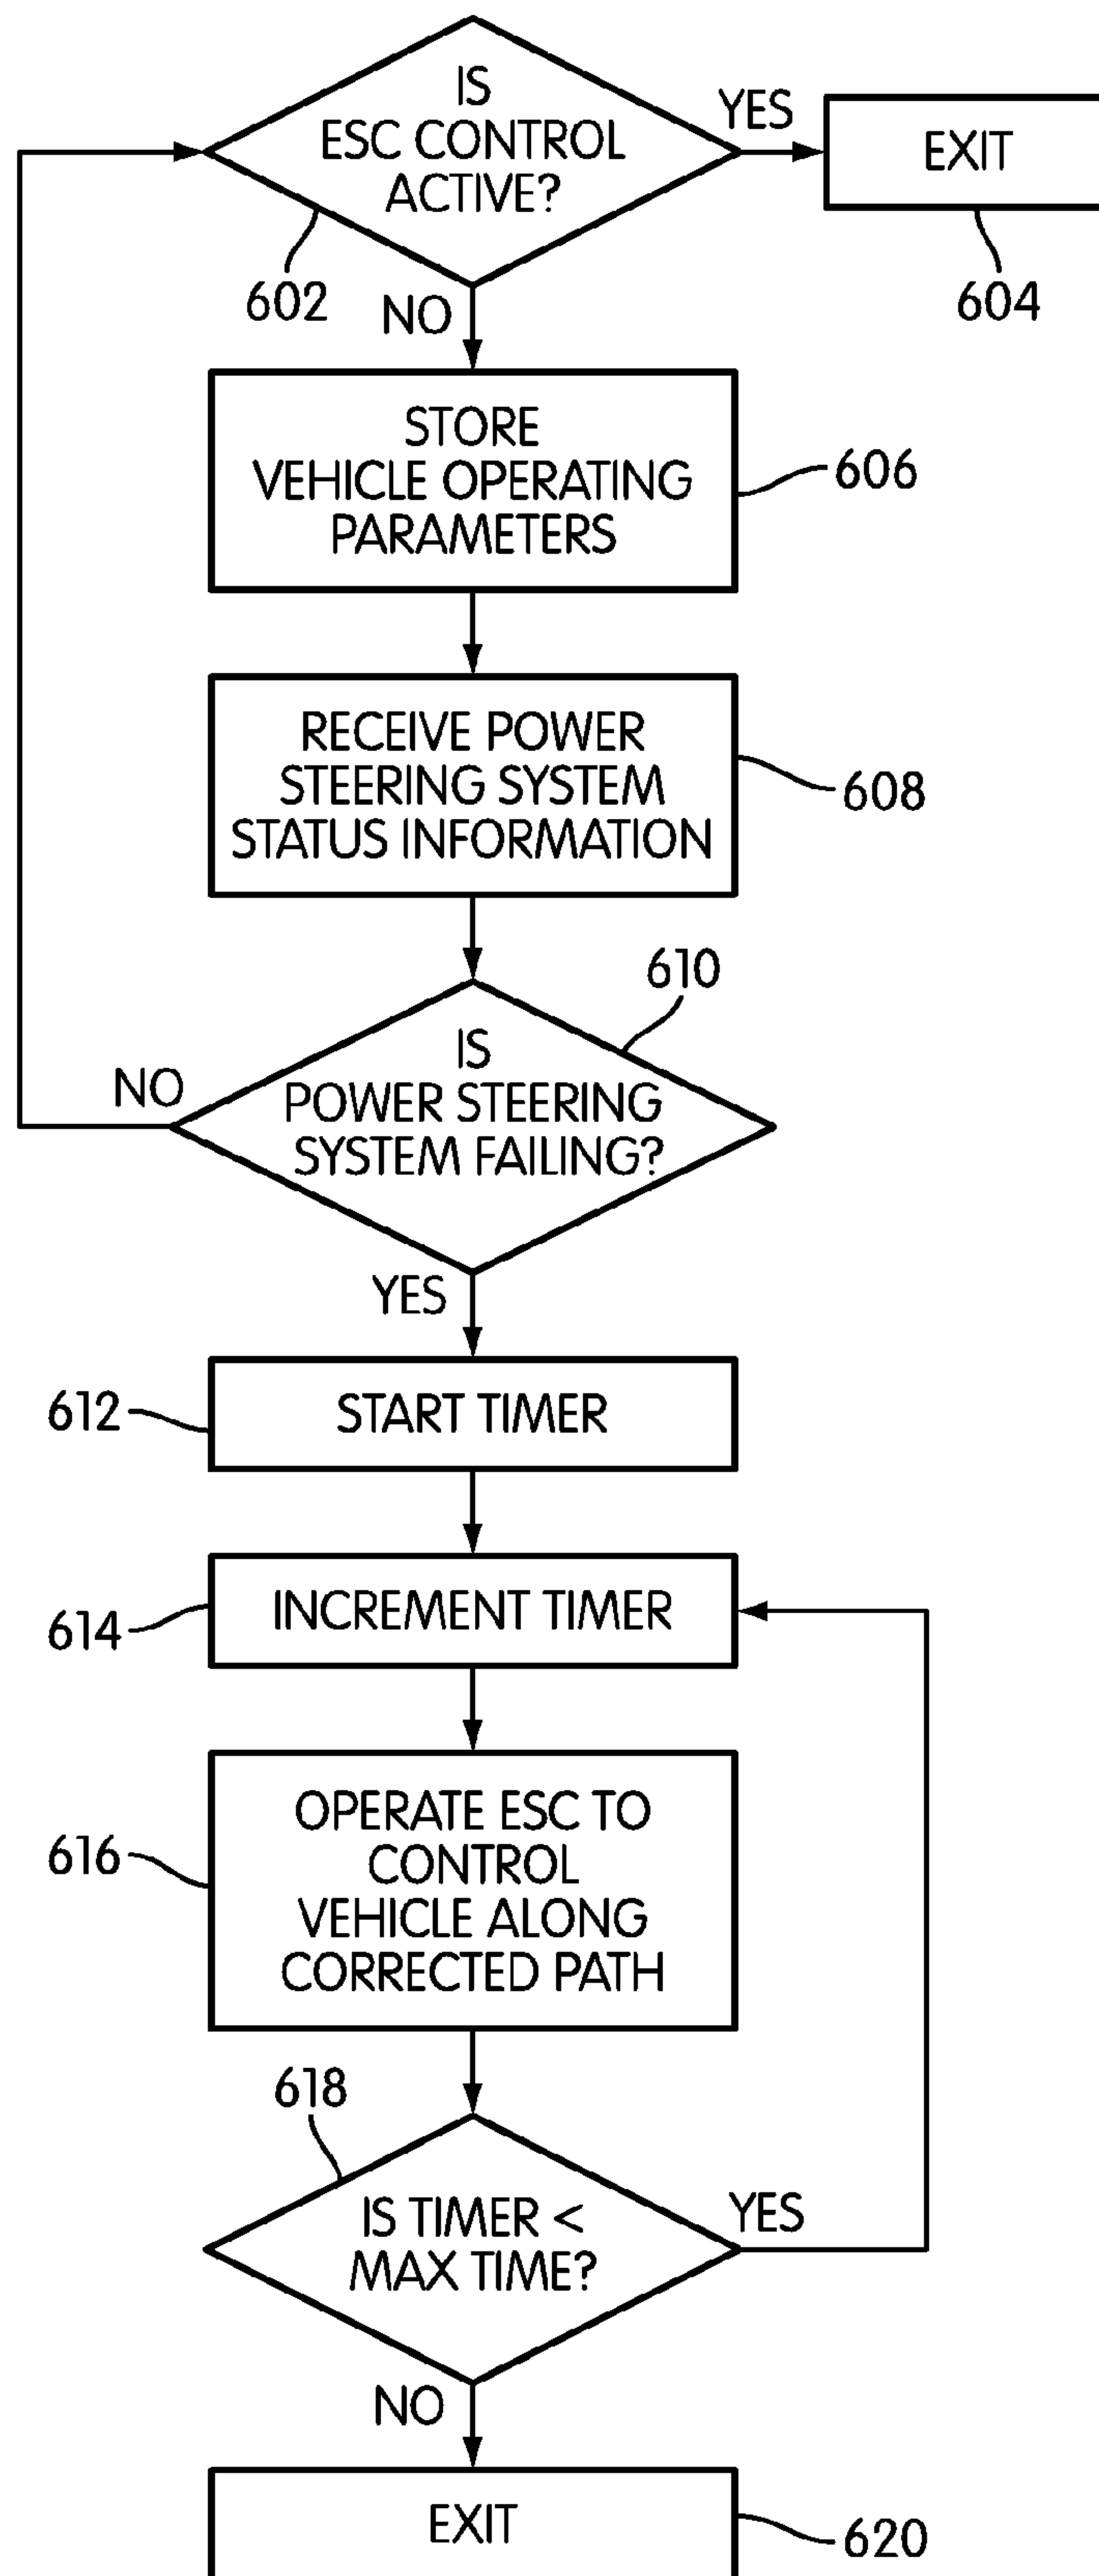 IS
ESC CONTROL
ACTIVE?
YES
EXIT
602
604
NO
STORE
VEHICLE OPERATING
PARAMETERS
606
RECEIVE POWER
STEERING SYSTEM
STATUS INFORMATION
608
610
IS
POWER STEERING
SYSTEM FAILING?
NO
YES
612
START TIMER
614
INCREMENT TIMER
616
OPERATE ESC TO
CONTROL
VEHICLE ALONG
CORRECTED PATH
618
IS TIMER <
MAX TIME?
YES
NO
EXIT
620